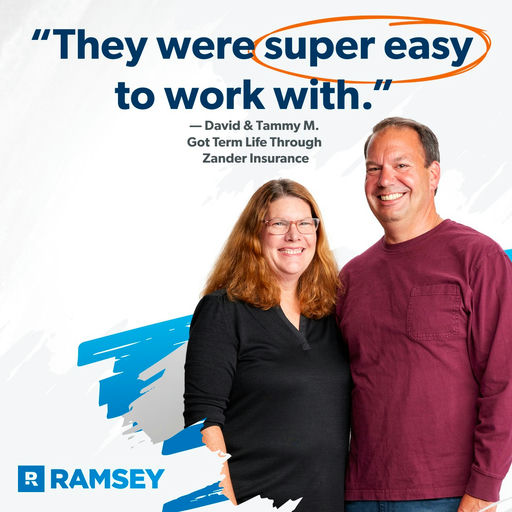 “They were super easy
to work with.”
— David & Tammy M.
Got Term Life Through
Zander Insurance
R RAMSEY